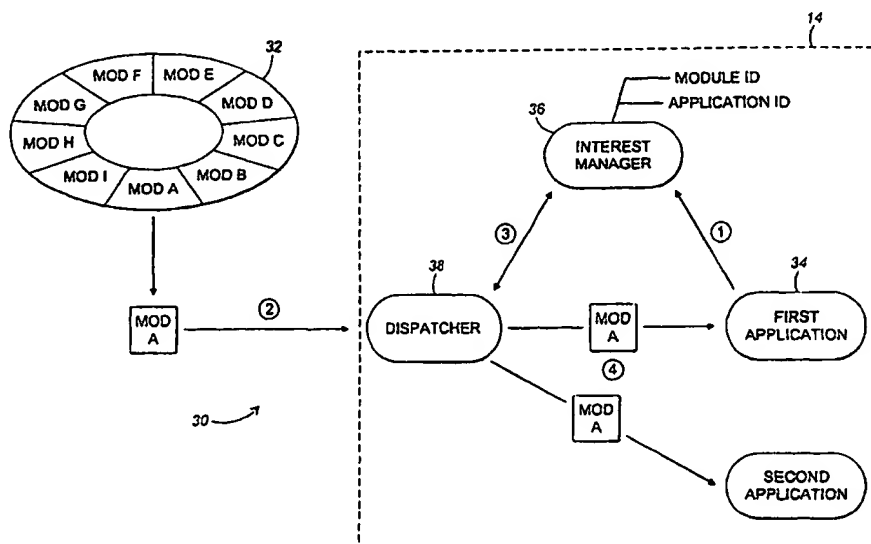 14
32
MOD F
MOD E
MOD G
MOD D
MOD H
MOD C
MOD I
MOD A
MOD B
MODULE ID
APPLICATION ID
36
INTEREST
MANAGER
③
①
38
34
MOD
A
②
DISPATCHER
MOD
A
FIRST
APPLICATION
④
MOD
A
30
SECOND
APPLICATION